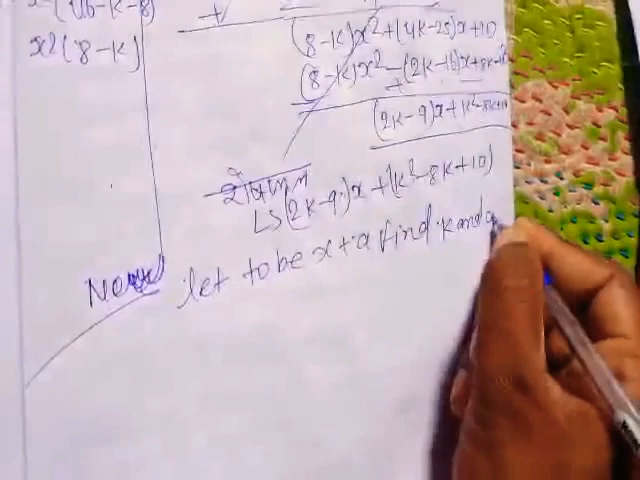 x²(8-k)
(8-k)x²+(4k-25)x+10
(8-k)x²-(2k-16)x+8k-k²
+
(2k-9)x+k²-8k+10
शेषफल
↳(2k-9)x+(k²-8k+10)
Now let to be x+a find k and a